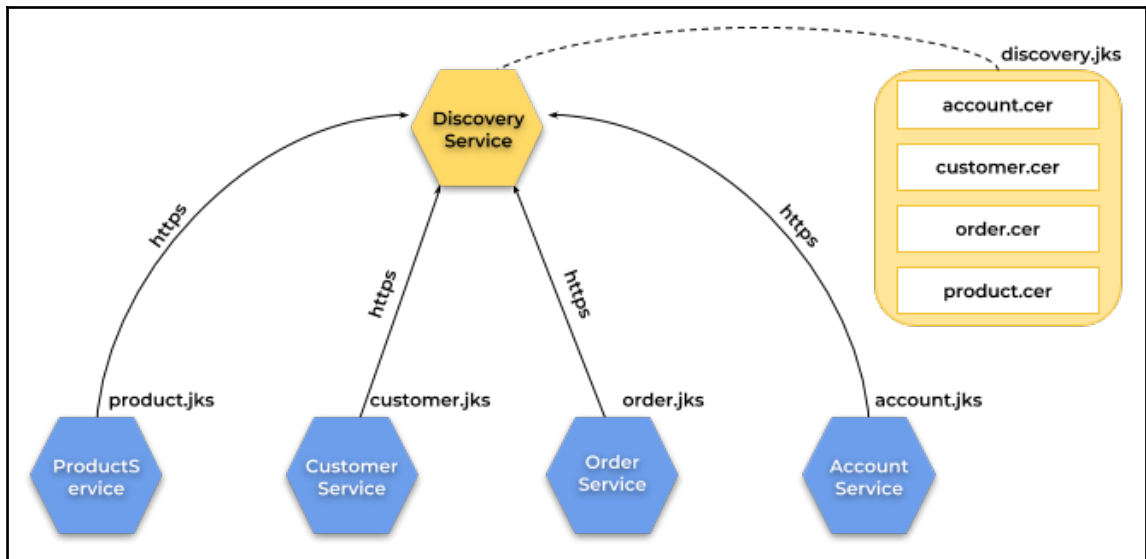 discovery.jks
Discovery
Service
account.cer
customer.cer
order.cer
product.cer
https
https
https
https
product.jks
customer.jks
order.jks
account.jks
ProductS
ervice
Customer
Service
Order
Service
Account
Service